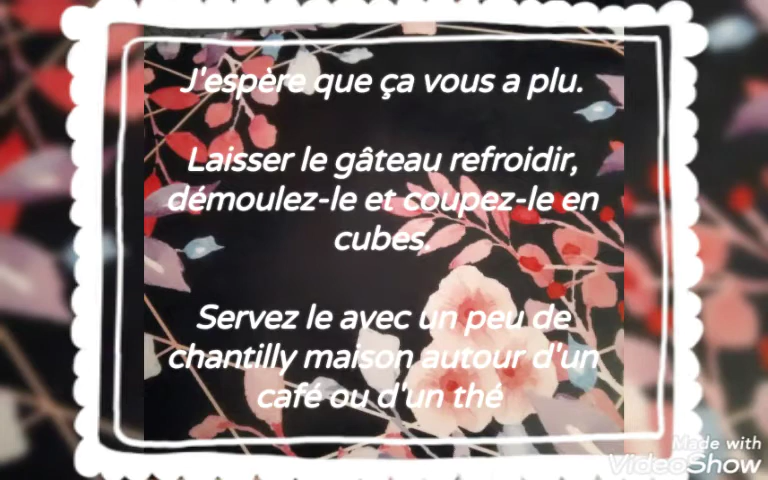 J'espère que ça vous a plu.
Laisser le gâteau refroidir,
démoulez-le et coupez-le en
cubes.
Servez le avec un peu de
chantilly maison autour d'un
café ou d'un thé
Made with
VideoShow